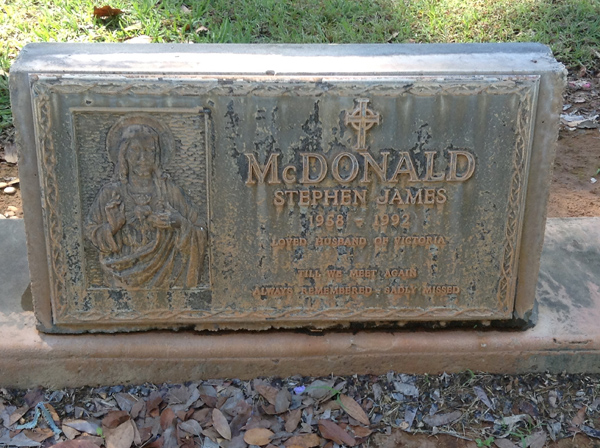 McDONALD
STEPHEN JAMES
1958 - 1992
LOVED HUSBAND OF VICTORIA
TILL WE MEET AGAIN
ALWAYS REMEMBERED - SADLY MISSED